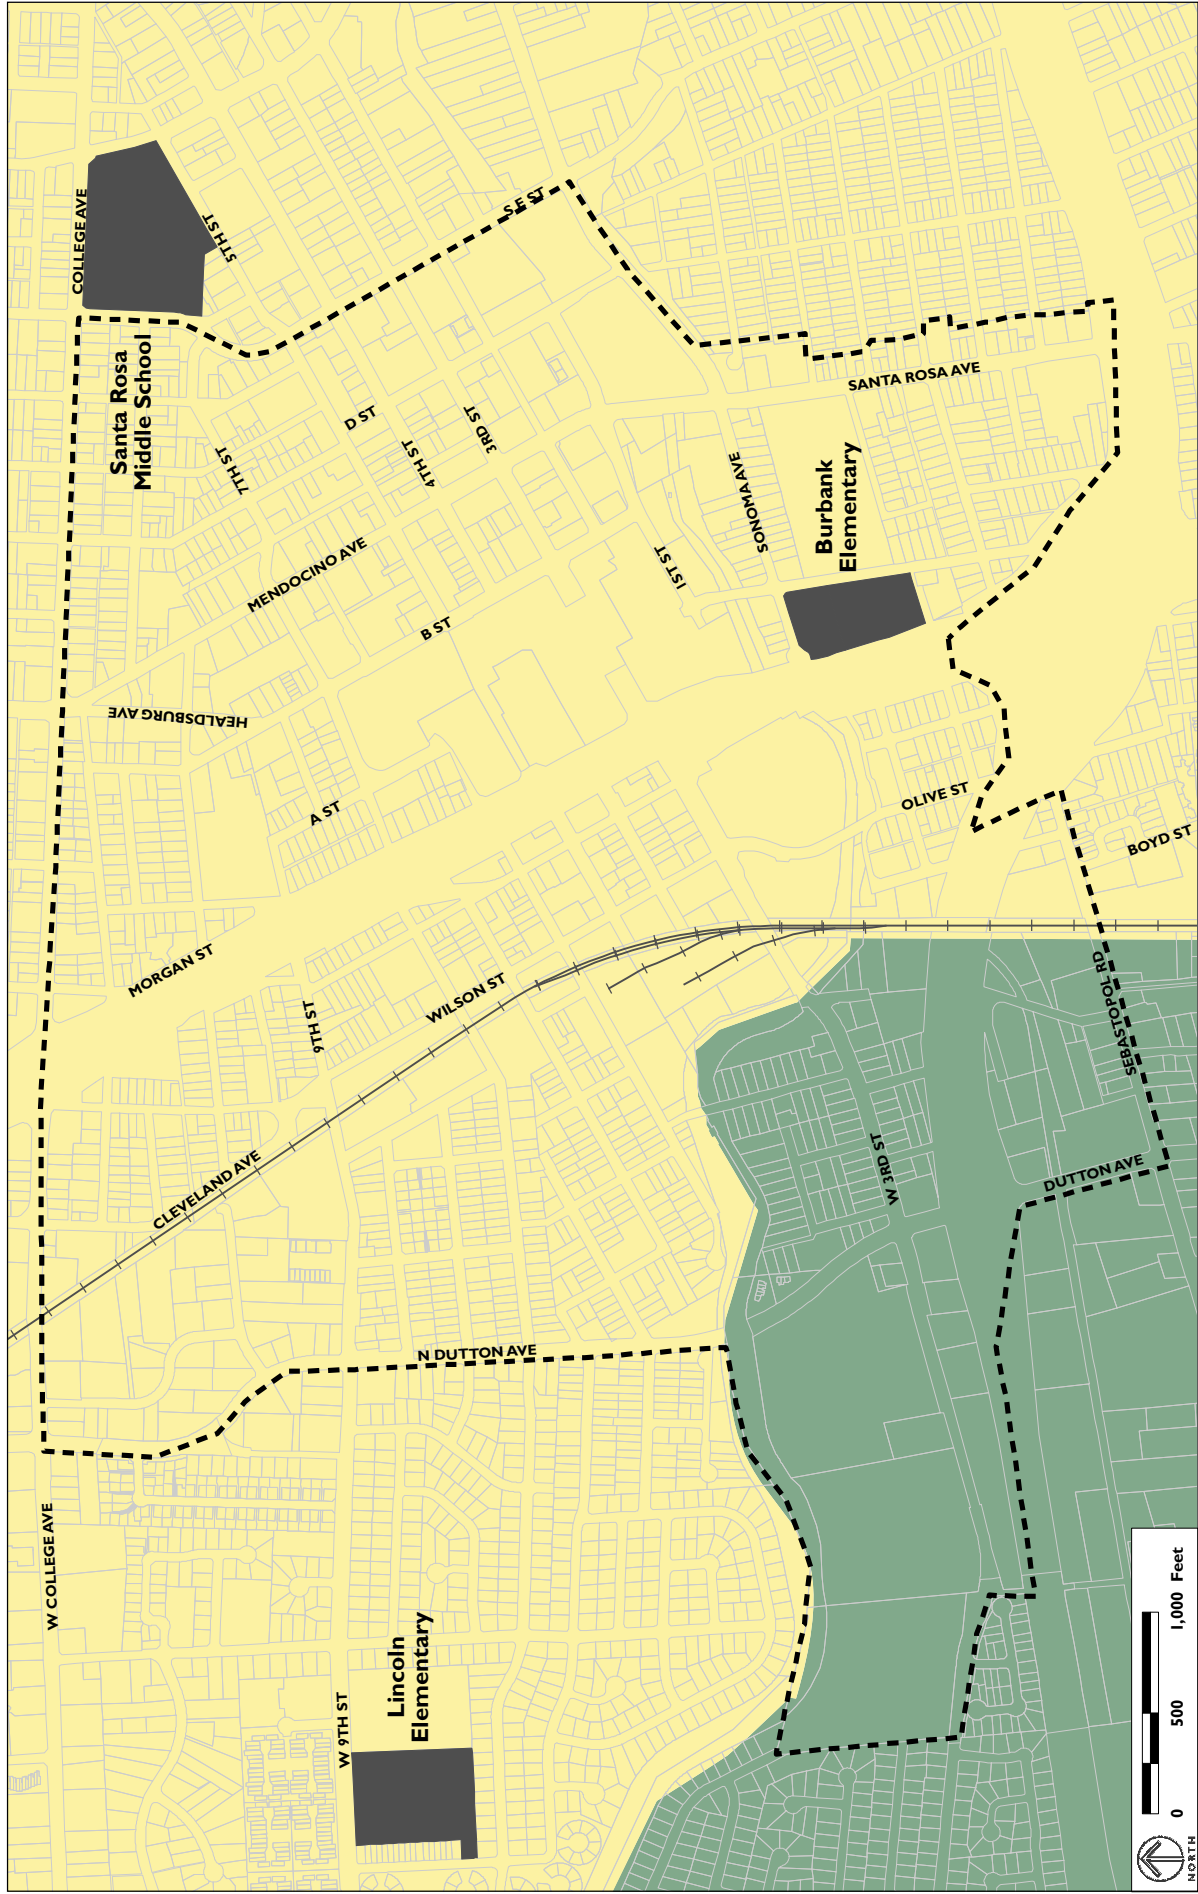 COLLEGE AVE
5TH ST
S E ST
Santa Rosa
Middle School
7TH ST
D ST
4TH ST
3RD ST
SANTA ROSA AVE
MENDOCINO AVE
B ST
1ST ST
SONOMA AVE
Burbank
Elementary
HEALDSBURG AVE
A ST
OLIVE ST
BOYD ST
MORGAN ST
9TH ST
WILSON ST
SEBASTOPOL RD
CLEVELAND AVE
W 3RD ST
DUTTON AVE
N DUTTON AVE
W COLLEGE AVE
W 9TH ST
Lincoln
Elementary
0 500 1,000 Feet
NORTH